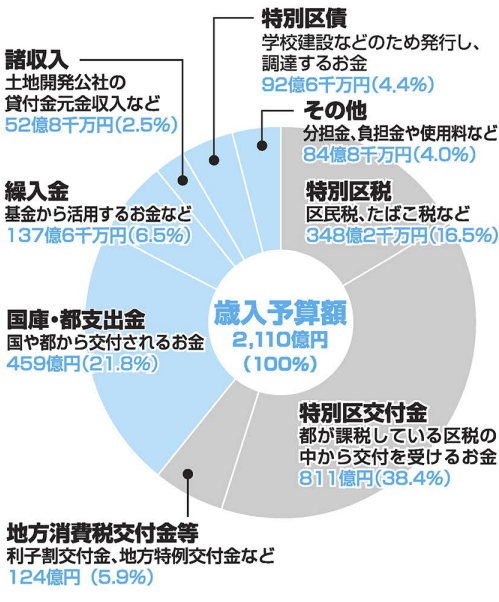 特別区債
学校建設などのため発行し、
調達するお金
92億6千万円(4.4%)
諸収入
土地開発公社の
貸付金元金収入など
52億8千万円(2.5%)
その他
分担金、負担金や使用料など
84億8千万円(4.0%)
繰入金
基金から活用するお金など
137億6千万円(6.5%)
特別区税
区民税、たばこ税など
348億2千万円(16.5%)
国庫・都支出金
国や都から交付されるお金
459億円(21.8%)
歳入予算額
2,110億円
(100%)
特別区交付金
都が課税している区税の
中から交付を受けるお金
811億円(38.4%)
地方消費税交付金等
利子割交付金、地方特例交付金など
124億円(5.9%)